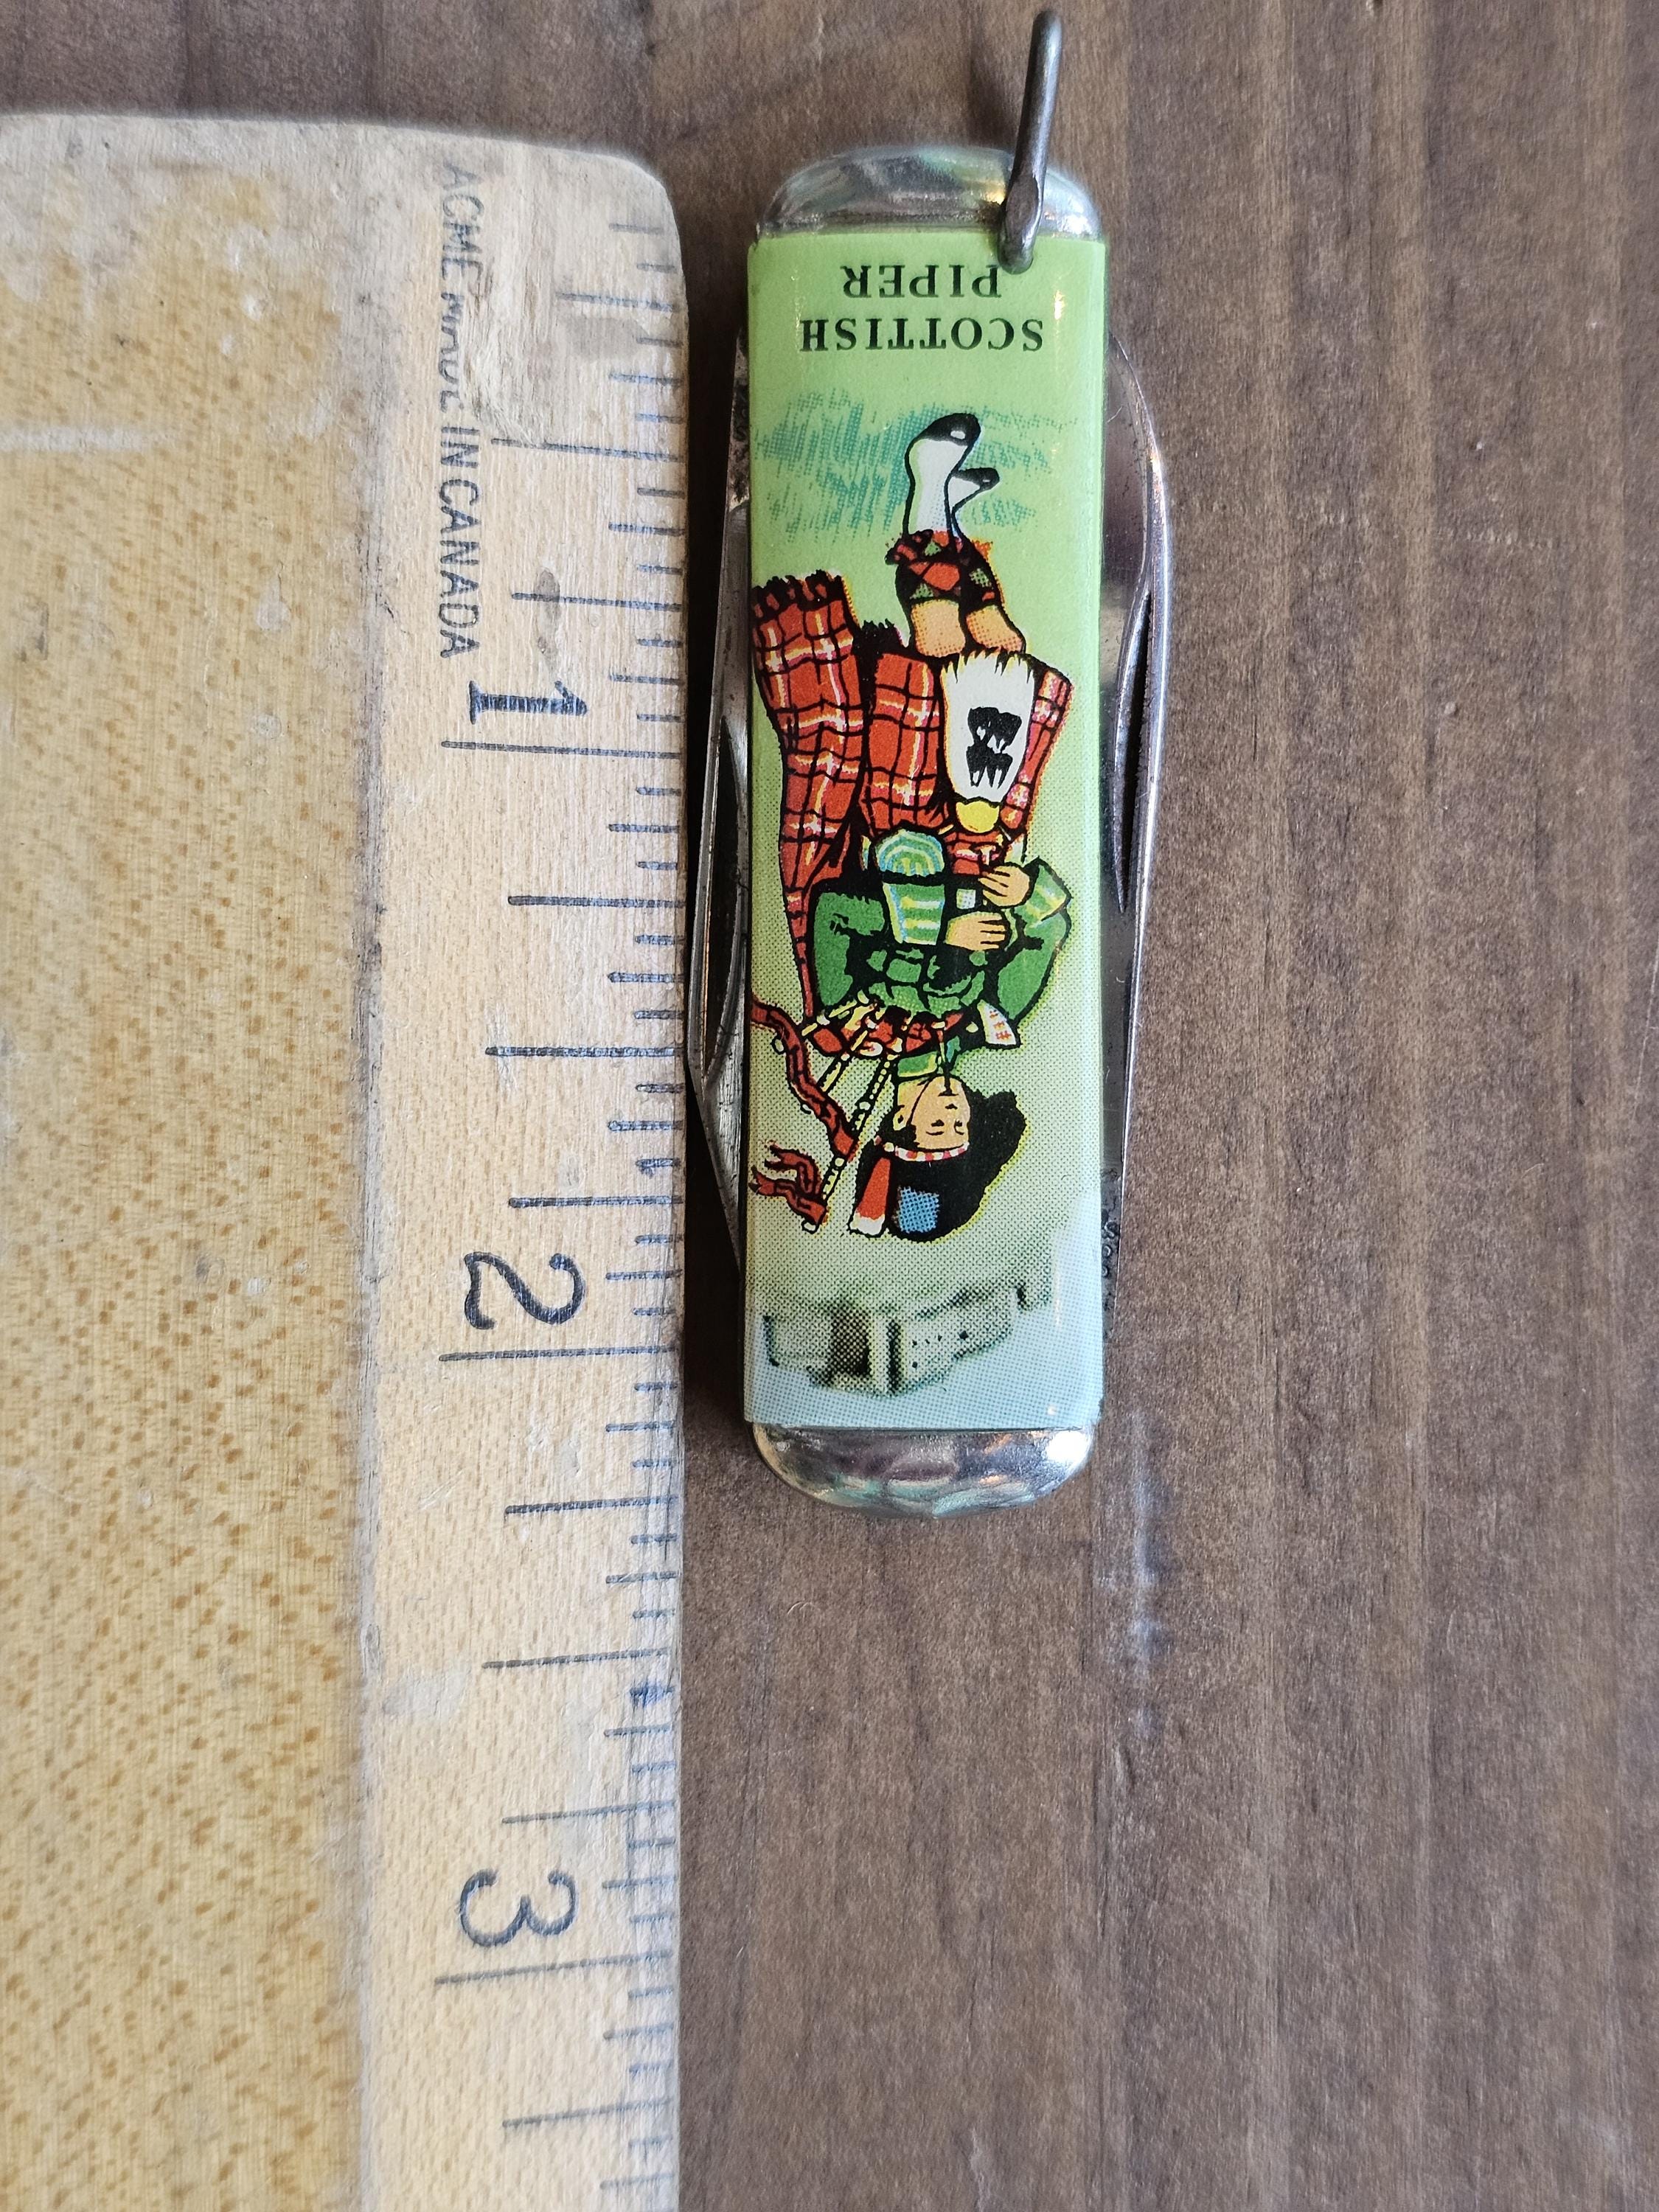 ACME MADE IN CANADA
1
2
3
SCOTTISH
PIPER